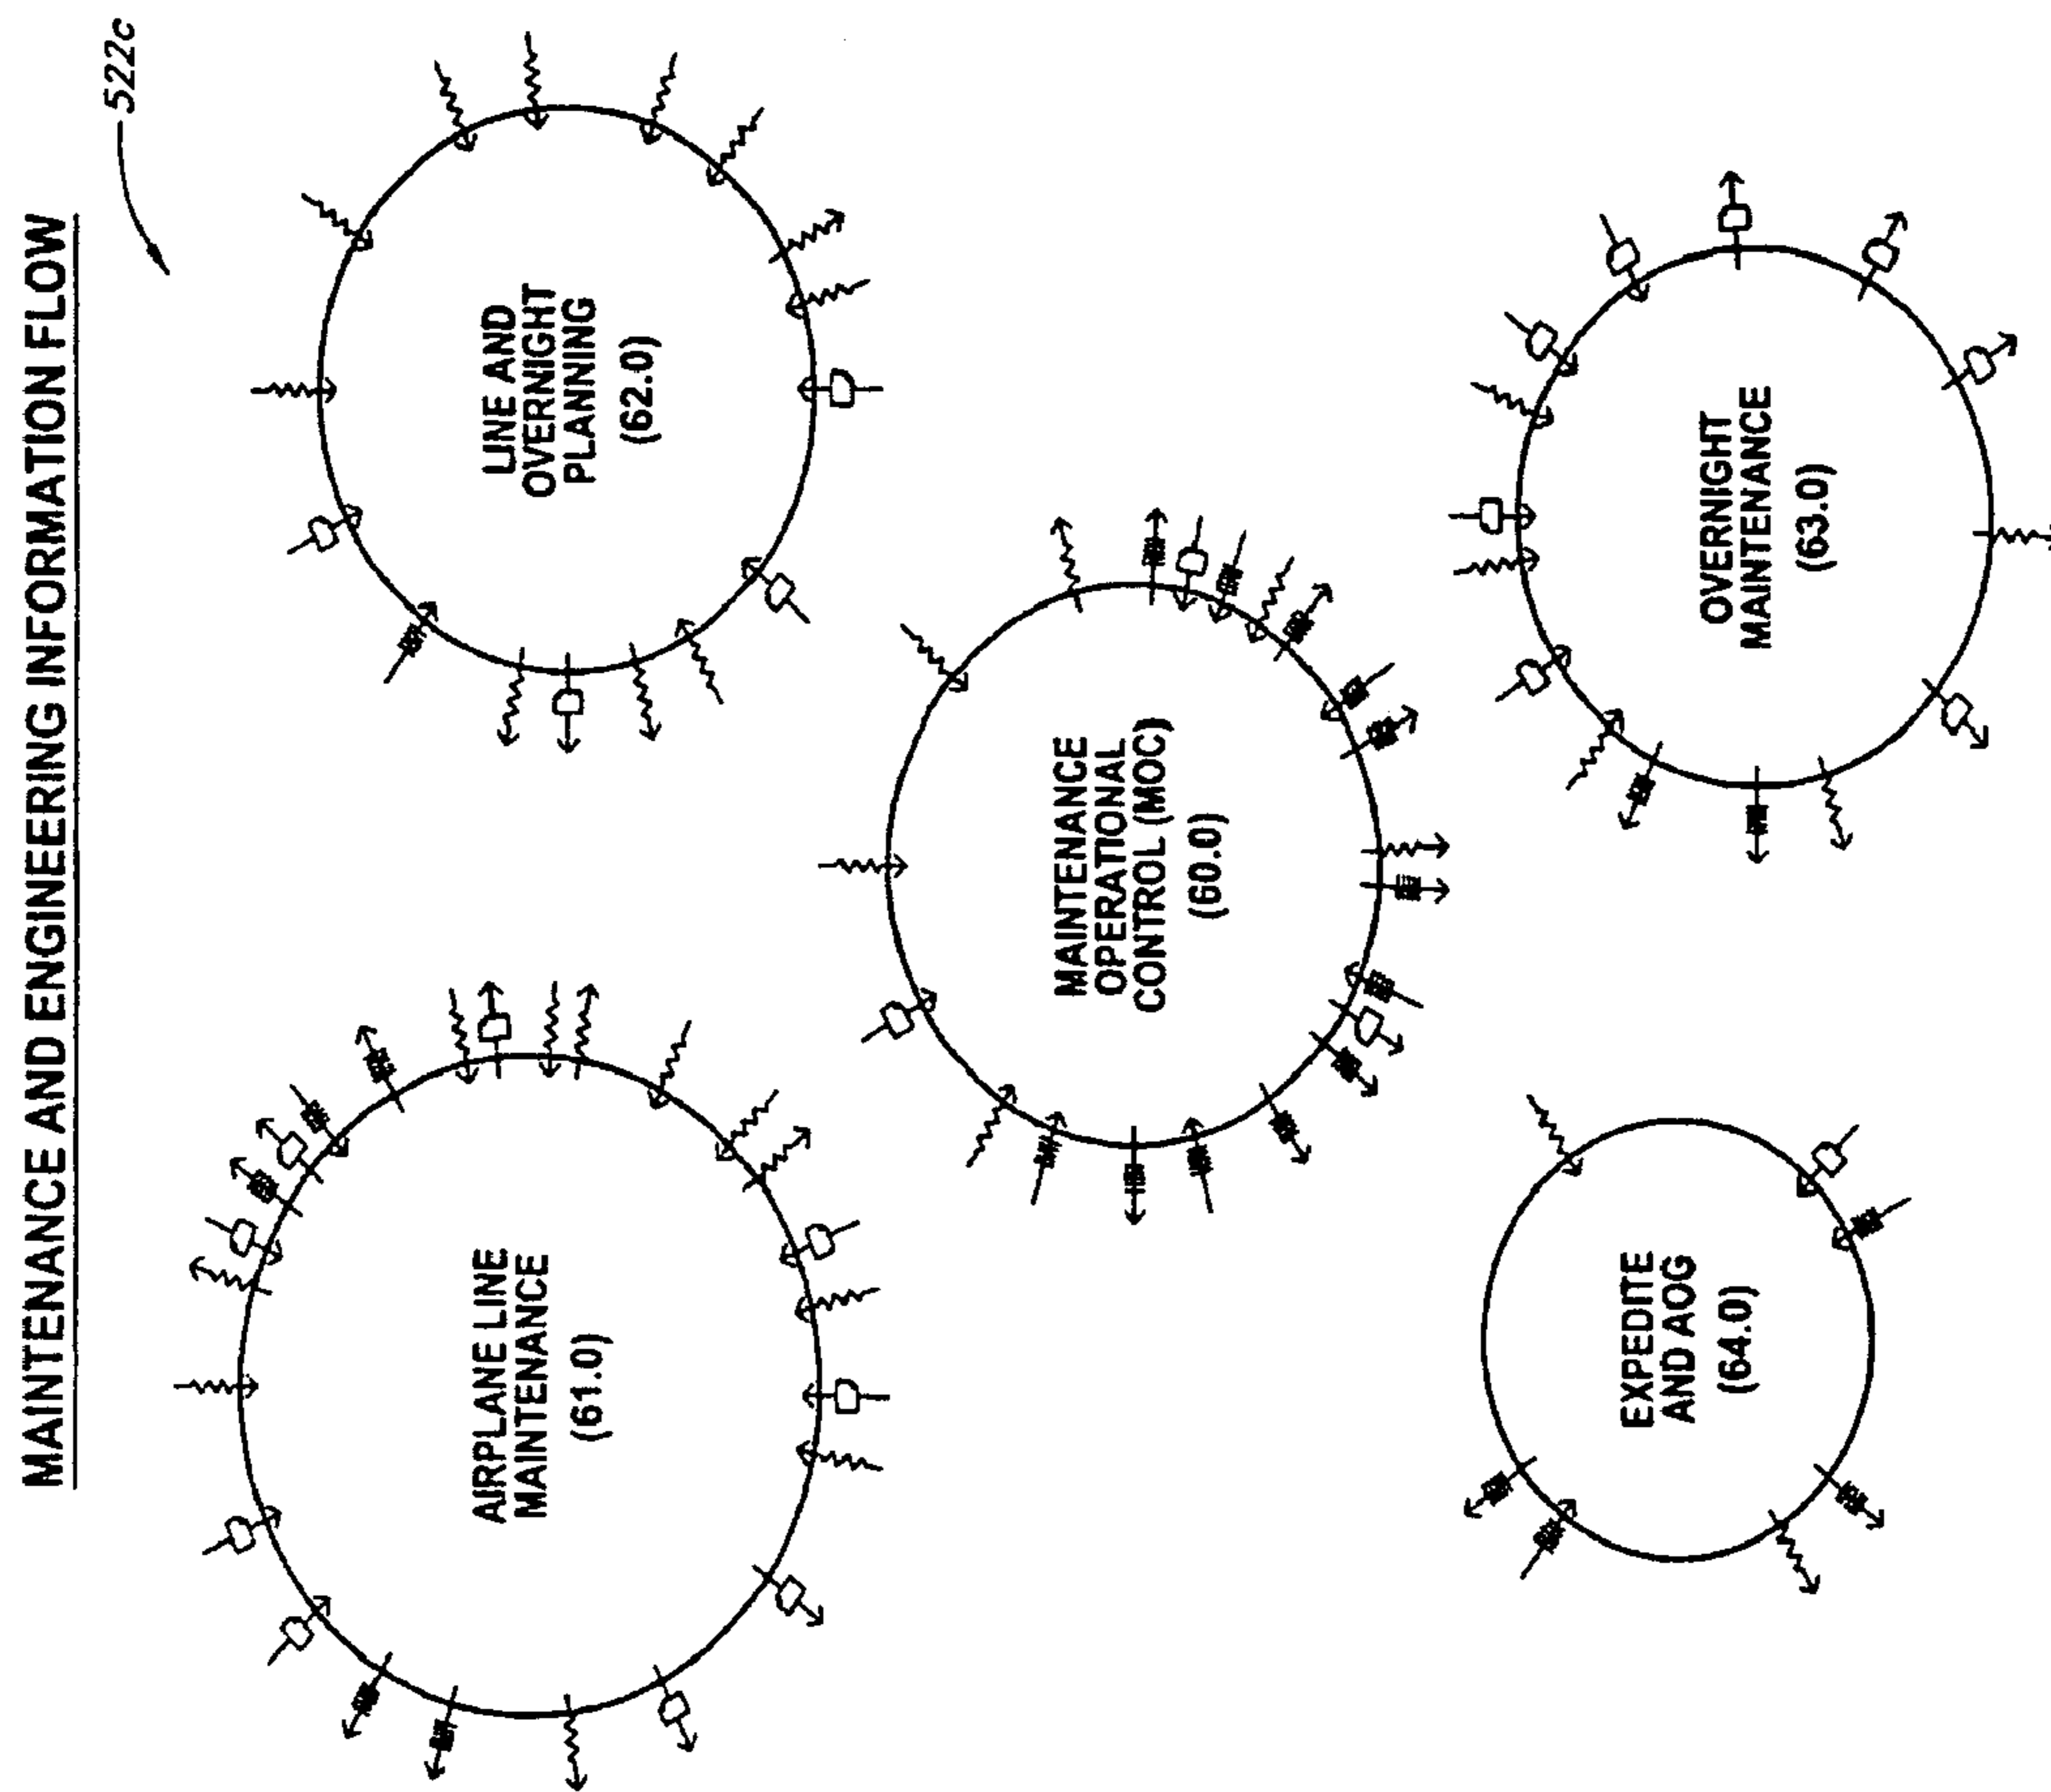 MAINTENANCE AND ENGINEERING INFORMATION FLOW
522c
AIRPLANE LINE
MAINTENANCE
(61.0)
LINE AND
OVERNIGHT
PLANNING
(62.0)
MAINTENANCE
OPERATIONAL
CONTROL (MOC)
(60.0)
EXPEDITE
AND AOG
(64.0)
OVERNIGHT
MAINTENANCE
(63.0)